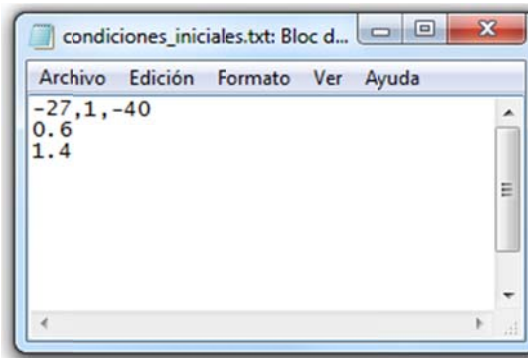 condiciones_iniciales.txt: Bloc d...
Archivo Edición Formato Ver Ayuda
-27,1,-40
0.6
1.4